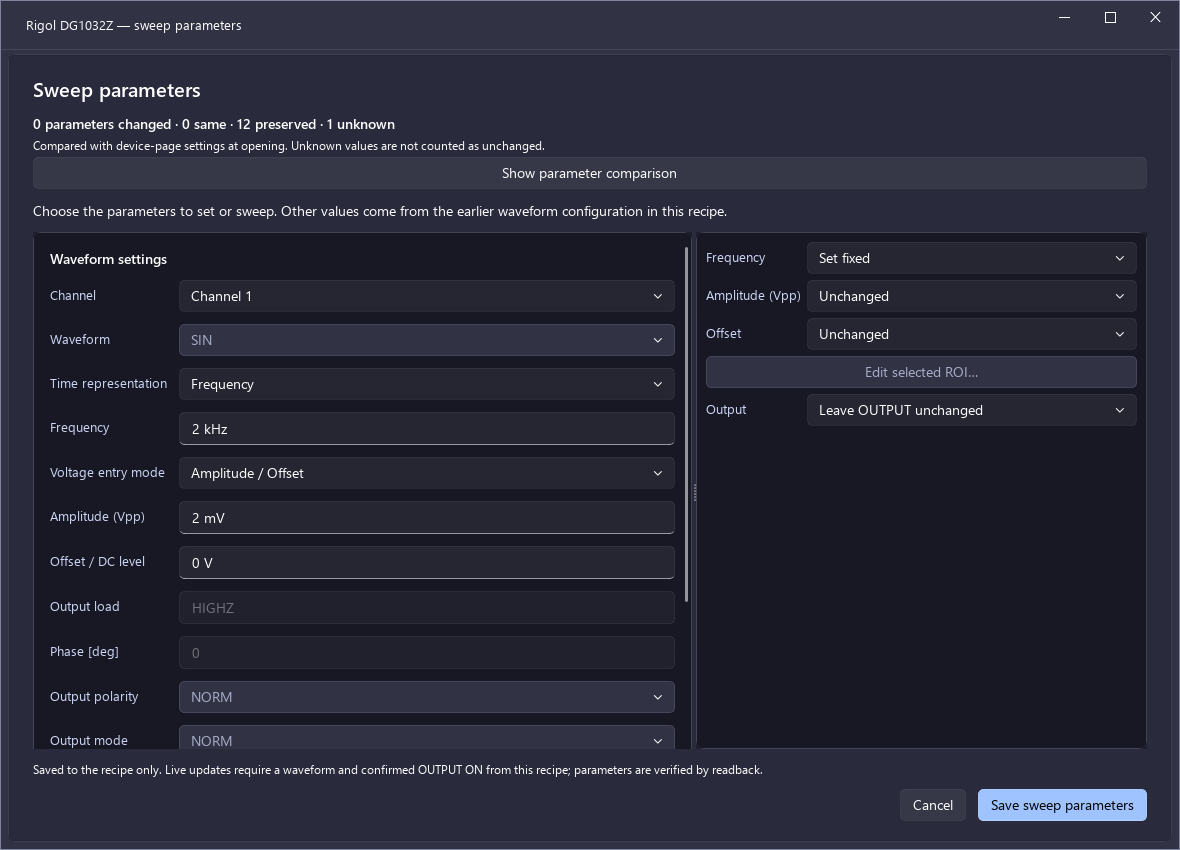 Rigol DG1032Z — sweep parameters
Sweep parameters
0 parameters changed · 0 same · 12 preserved · 1 unknown
Compared with device-page settings at opening. Unknown values are not counted as unchanged.
Show parameter comparison
Choose the parameters to set or sweep. Other values come from the earlier waveform configuration in this recipe.
Waveform settings
Channel
Channel 1
Waveform
SIN
Time representation
Frequency
Frequency
2 kHz
Voltage entry mode
Amplitude / Offset
Amplitude (Vpp)
2 mV
Offset / DC level
0 V
Output load
HIGHZ
Phase [deg]
0
Output polarity
NORM
Output mode
NORM
Frequency
Set fixed
Amplitude (Vpp)
Unchanged
Offset
Unchanged
Edit selected ROI...
Output
Leave OUTPUT unchanged
Saved to the recipe only. Live updates require a waveform and confirmed OUTPUT ON from this recipe; parameters are verified by readback.
Cancel
Save sweep parameters